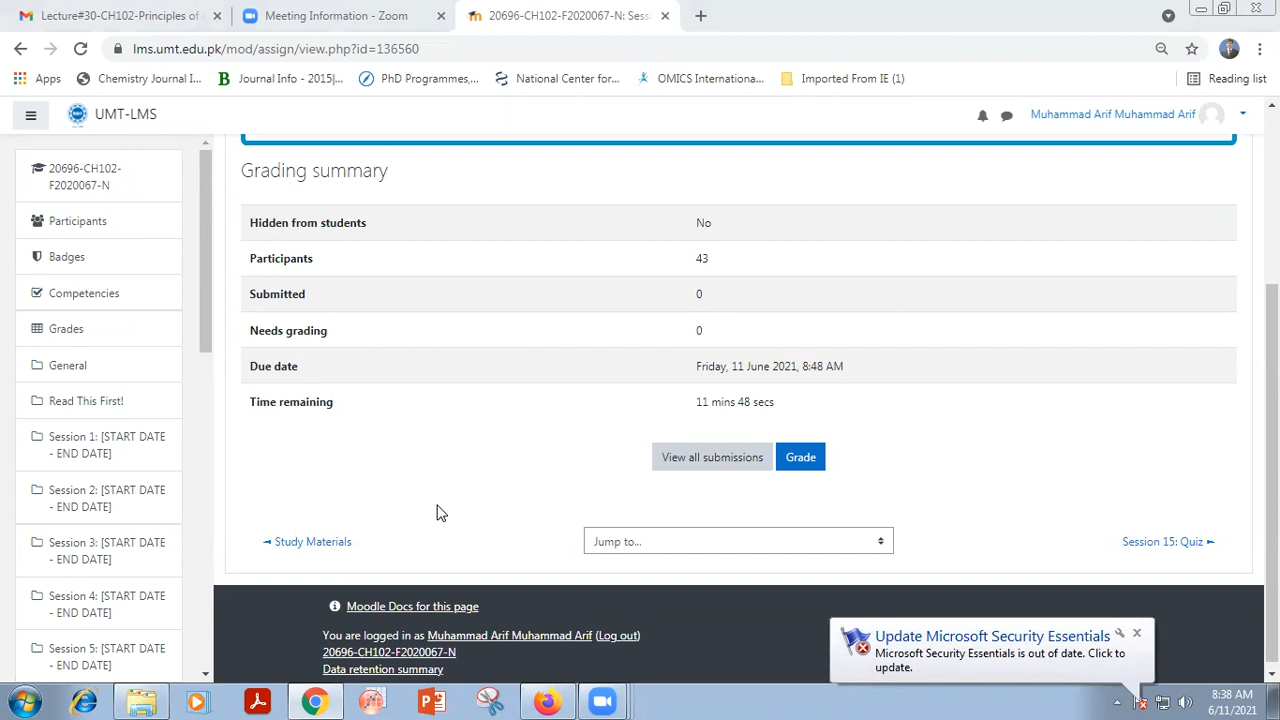 Lecture#30-CH102-Principles of
Meeting Information - Zoom
20696-CH102-F2020067-N: Sess
lms.umt.edu.pk/mod/assign/view.php?id=136560
Apps
Chemistry Journal I...
Journal Info - 2015|...
PhD Programmes,...
National Center for...
OMICS Internationa...
Imported From IE (1)
Reading list
UMT-LMS
Muhammad Arif Muhammad Arif
20696-CH102-
F2020067-N
Participants
Badges
Competencies
Grades
General
Read This First!
Session 1: [START DATE
- END DATE]
Session 2: [START DATE
- END DATE]
Session 3: [START DATE
- END DATE]
Session 4: [START DATE
- END DATE]
Session 5: [START DATE
- END DATE]
Grading summary
Hidden from students No
Participants 43
Submitted 0
Needs grading 0
Due date Friday, 11 June 2021, 8:48 AM
Time remaining 11 mins 48 secs
View all submissions Grade
◄ Study Materials
Jump to...
Session 15: Quiz ►
Moodle Docs for this page
You are logged in as Muhammad Arif Muhammad Arif (Log out)
20696-CH102-F2020067-N
Data retention summary
Update Microsoft Security Essentials
Microsoft Security Essentials is out of date. Click to
update.
8:38 AM
6/11/2021